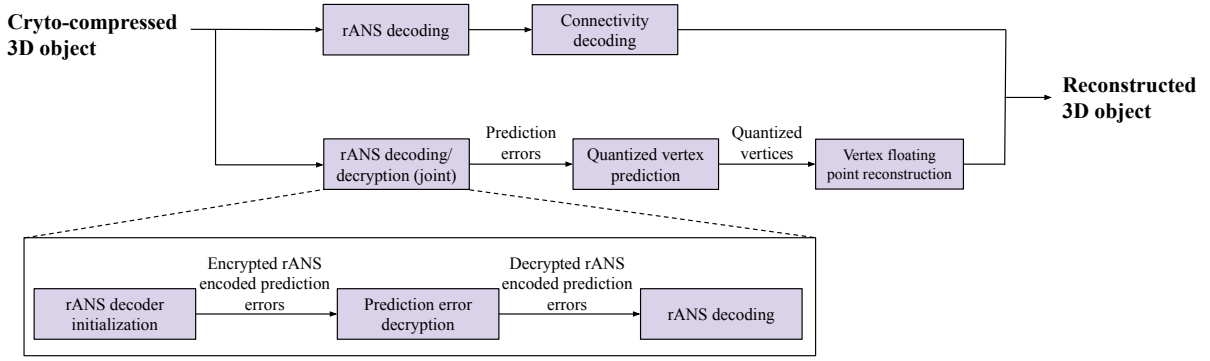 Cryto-compressed
3D object
rANS decoding
Connectivity
decoding
Reconstructed
3D object
rANS decoding/
decryption (joint)
Prediction
errors
Quantized vertex
prediction
Quantized
vertices
Vertex floating
point reconstruction
rANS decoder
initialization
Encrypted rANS
encoded prediction
errors
Prediction error
decryption
Decrypted rANS
encoded prediction
errors
rANS decoding